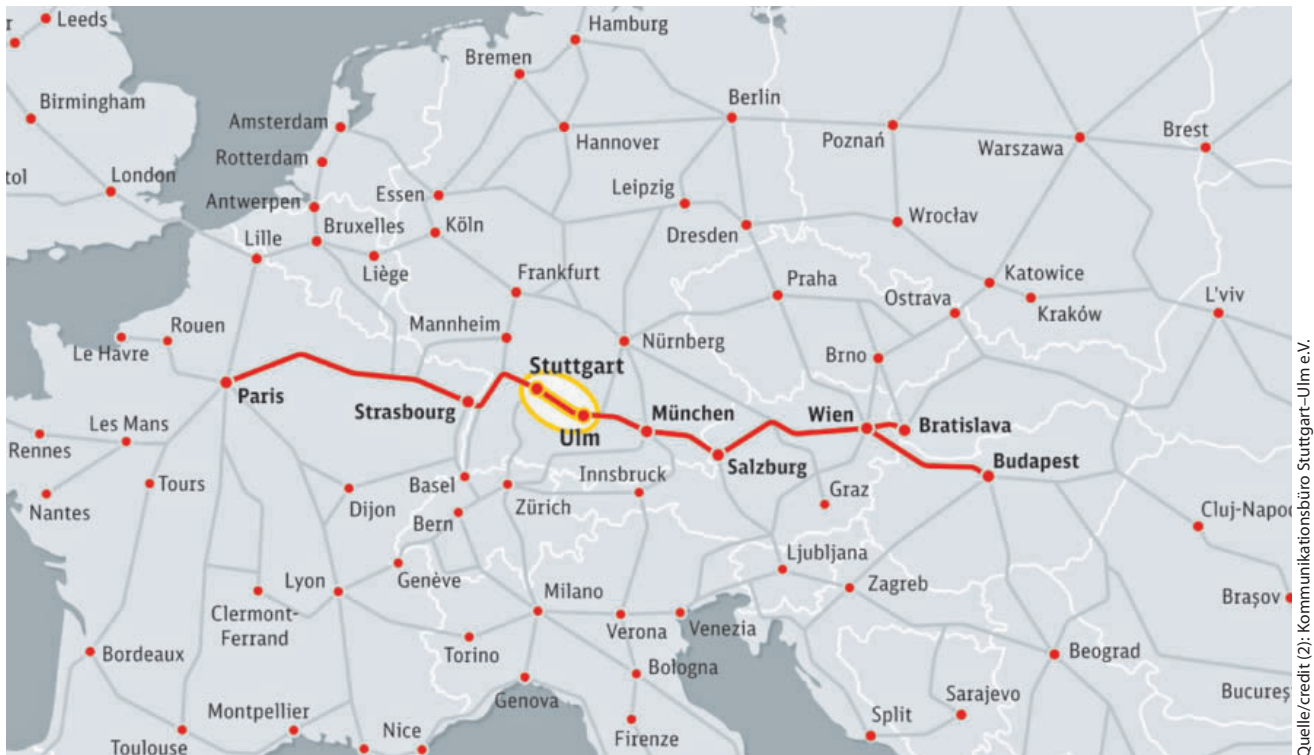 Leeds
Hamburg
Bremen
Birmingham
Berlin
Amsterdam
Hannover
Poznań
Warszawa
Brest
Rotterdam
London
tol
Essen
Leipzig
Antwerpen
Bruxelles
Köln
Wrocław
Lille
Dresden
Liège
Frankfurt
Praha
Katowice
Ostrava
Kraków
L'viv
Rouen
Mannheim
Le Havre
Nürnberg
Brno
Stuttgart
Paris
Strasbourg
München
Wien
Bratislava
Les Mans
Ulm
Rennes
Salzburg
Budapest
Innsbruck
Tours
Basel
Graz
Nantes
Dijon
Zürich
Cluj-Napoc
Bern
Ljubljana
Lyon
Genève
Milano
Zagreb
Brașov
Clermont-
Ferrand
Verona
Venezia
Bordeaux
Torino
Bologna
Beograd
Genova
Sarajevo
București
Montpellier
Split
Nice
Firenze
Toulouse
Quelle/credit (2): Kommunikationsbüro Stuttgart–Ulm e.V.